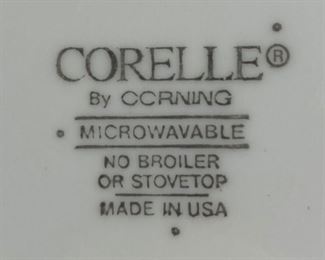 CORELLE®
By CORNING
MICROWAVABLE
NO BROILER
OR STOVETOP
MADE IN USA